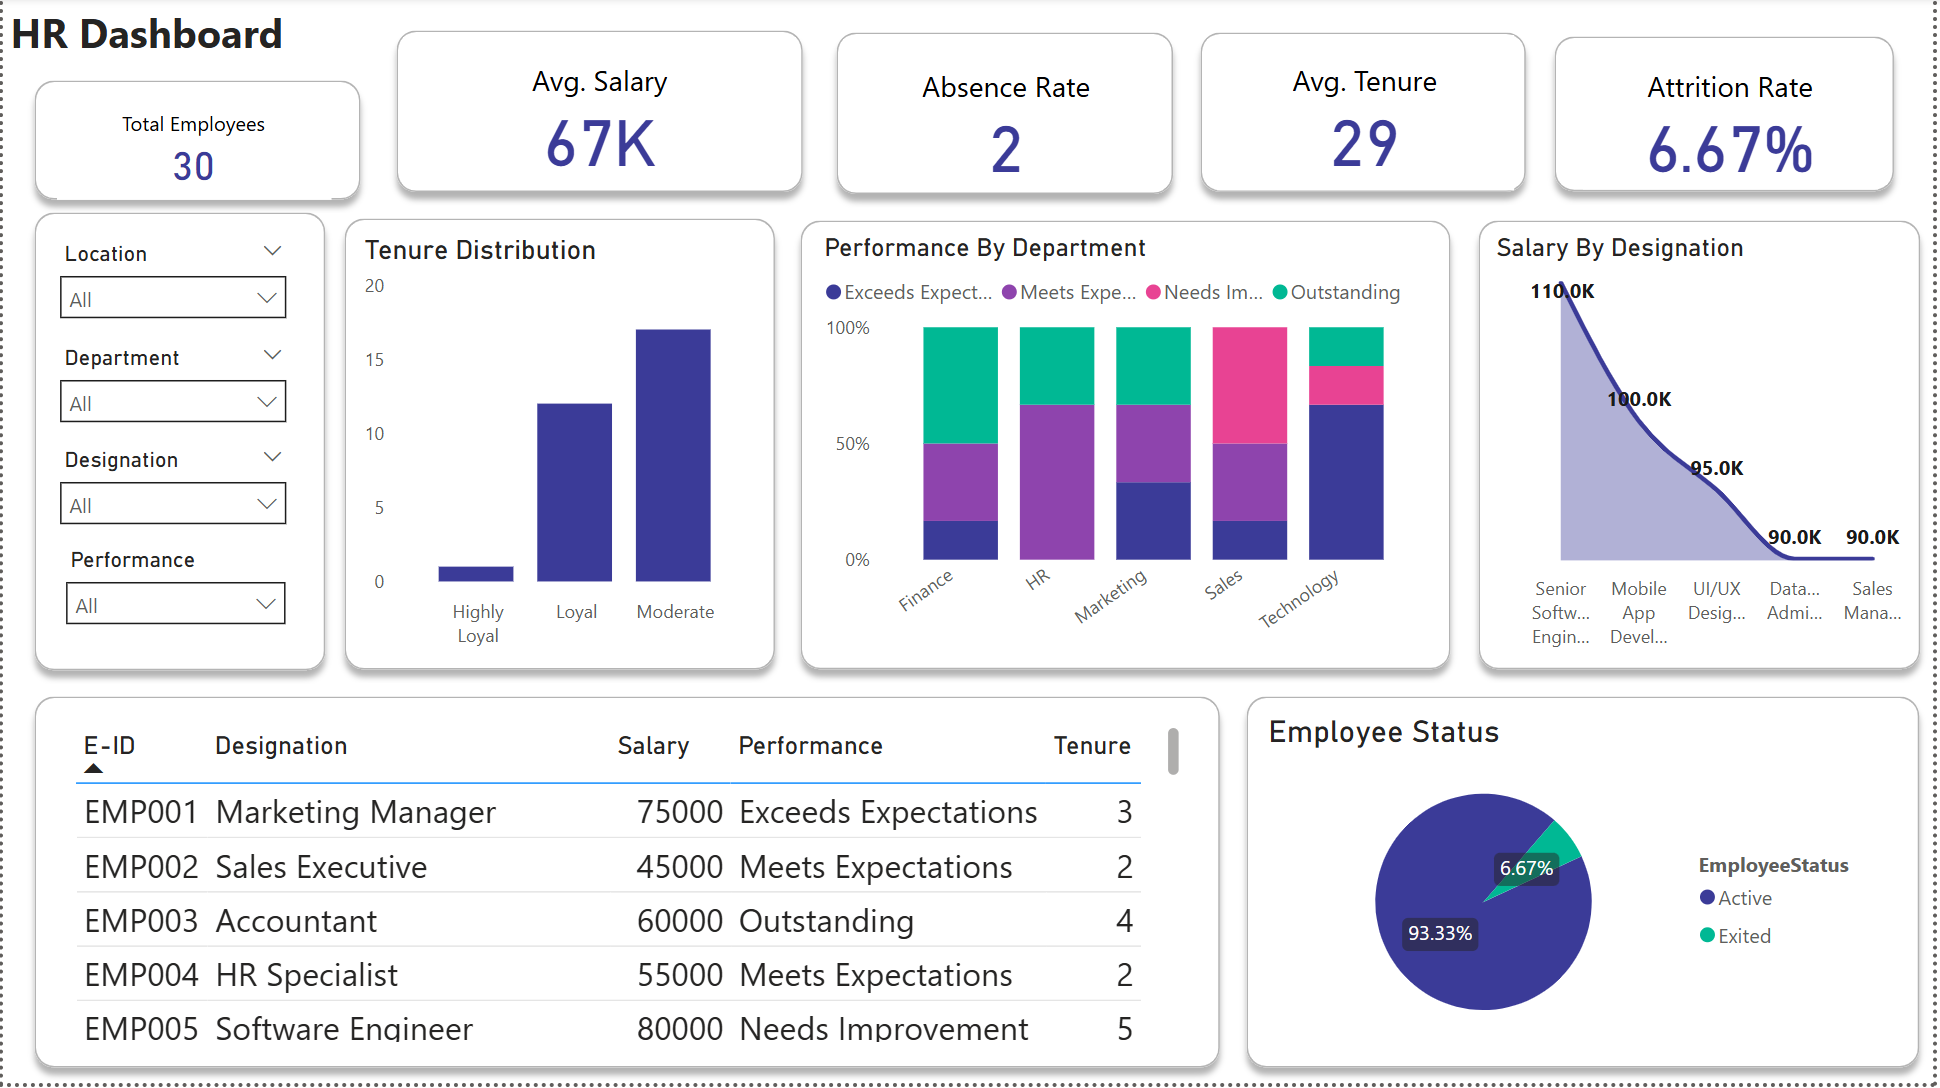 HR Dashboard
Total Employees
30
Avg. Salary
67K
Absence Rate
2
Avg. Tenure
29
Attrition Rate
6.67%
Location
All
Department
All
Designation
All
Performance
All
Tenure Distribution
20
15
10
5
0
Highly
Loyal
Loyal
Moderate
Performance By Department
Exceeds Expect... Meets Expe... Needs Im... Outstanding
100%
50%
0%
Finance
HR
Marketing
Sales
Technology
Salary By Designation
110.0K
100.0K
95.0K
90.0K
90.0K
Senior
Softw...
Engin...
Mobile
App
Devel...
UI/UX
Desig...
Data...
Admi...
Sales
Mana...
E-ID Designation Salary Performance Tenure
EMP001 Marketing Manager 75000 Exceeds Expectations 3
EMP002 Sales Executive 45000 Meets Expectations 2
EMP003 Accountant 60000 Outstanding 4
EMP004 HR Specialist 55000 Meets Expectations 2
EMP005 Software Engineer 80000 Needs Improvement 5
Employee Status
6.67%
93.33%
EmployeeStatus
Active
Exited